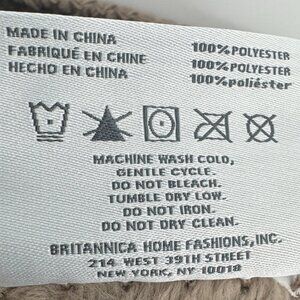 MADE IN CHINA
FABRIQUÉ EN CHINE
HECHO EN CHINA
100%POLYESTER
100%POLYESTER
100%poliéster
MACHINE WASH COLD,
GENTLE CYCLE.
DO NOT BLEACH.
TUMBLE DRY LOW.
DO NOT IRON.
DO NOT DRY CLEAN.
BRITANNICA HOME FASHIONS, INC.
214 WEST 39TH STREET
NEW YORK, NY 10018